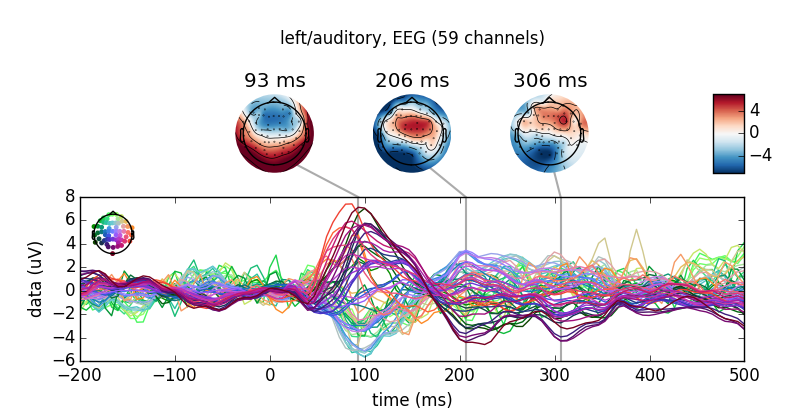 left/auditory, EEG (59 channels)
93 ms 206 ms 306 ms
4
0
−4
8
6
4
2
0
−2
−4
−6
data (uV)
−200 −100 0 100 200 300 400 500
time (ms)